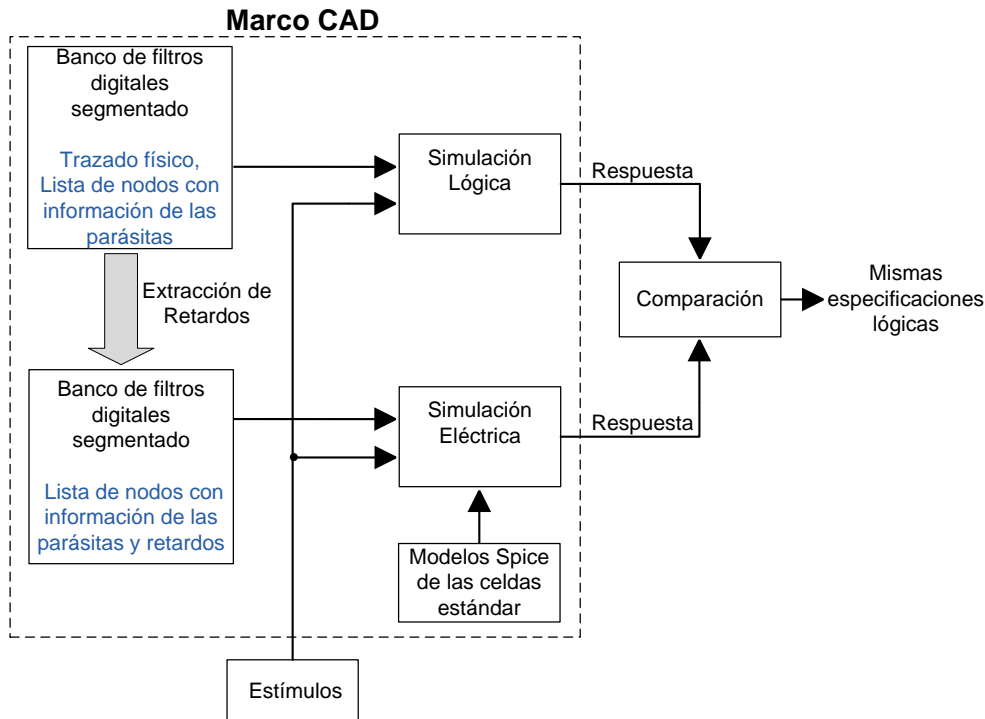 Marco CAD
Banco de filtros
digitales
segmentado
Trazado físico,
Lista de nodos con
información de las
parásitas
Simulación
Lógica
Respuesta
Extracción de
Retardos
Comparación
Mismas
especificaciones
lógicas
Banco de filtros
digitales
segmentado
Lista de nodos con
información de las
parásitas y retardos
Simulación
Eléctrica
Respuesta
Modelos Spice
de las celdas
estándar
Estímulos